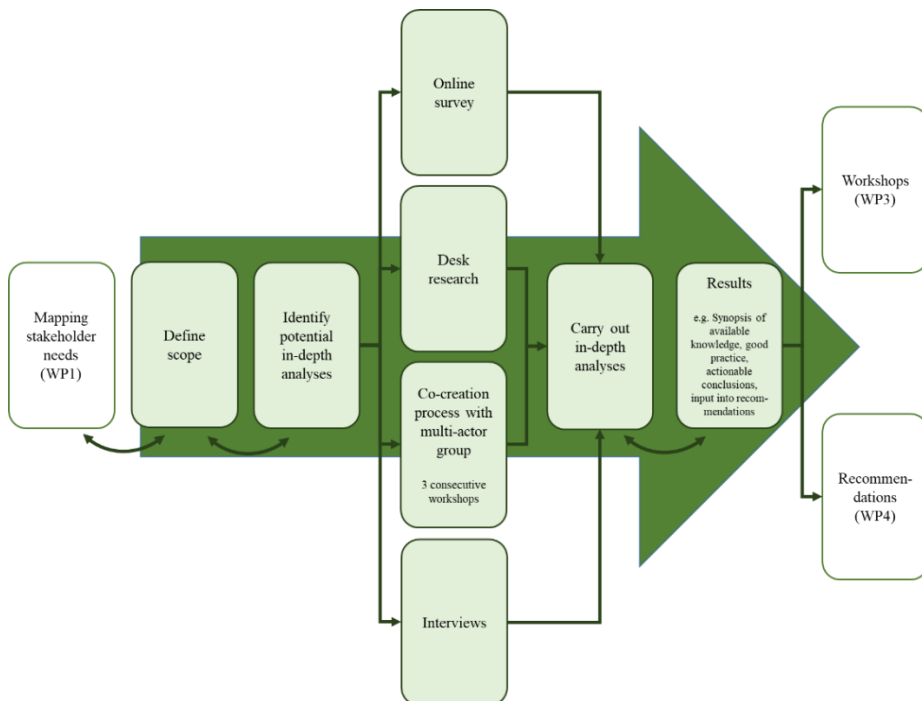 Mapping
stakeholder
needs
(WP1)
Define
scope
Identify
potential
in-depth
analyses
Online
survey
Desk
research
Co-creation
process with
multi-actor
group
3 consecutive
workshops
Interviews
Carry out
in-depth
analyses
Results
e.g. Synopsis of
available
knowledge, good
practice,
actionable
conclusions,
input into recom-
mendations
Workshops
(WP3)
Recommen-
dations
(WP4)